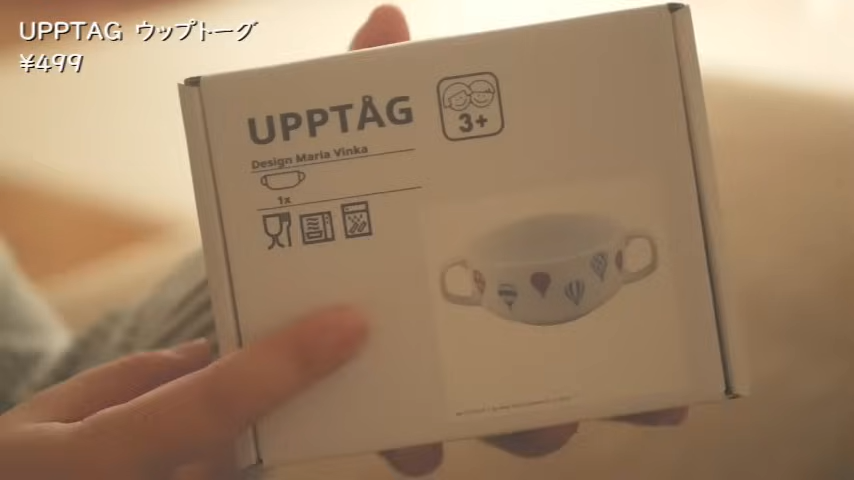 UPPTAG ウップトーグ
¥499
UPPTÅG
3+
Design Maria Vinka
1x